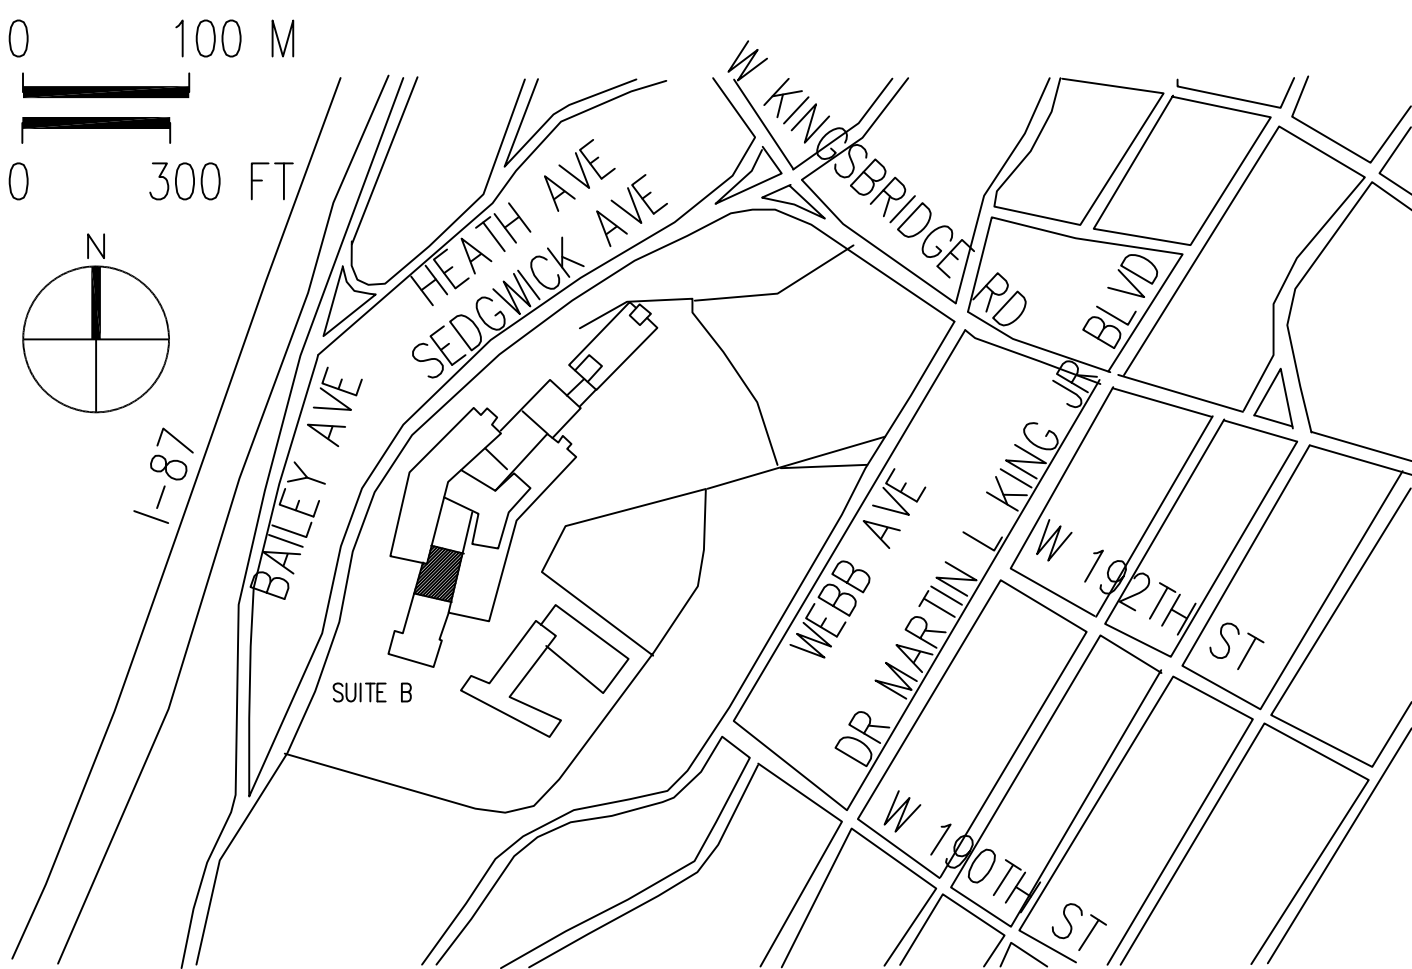 0 100 M
0 300 FT
N
W KINGSBRIDGE RD
HEATH AVE
SEDGWICK AVE
BAILEY AVE
I-87
DR MARTIN L KING JR BLVD
WEBB AVE
W 192TH ST
SUITE B
W 190TH ST